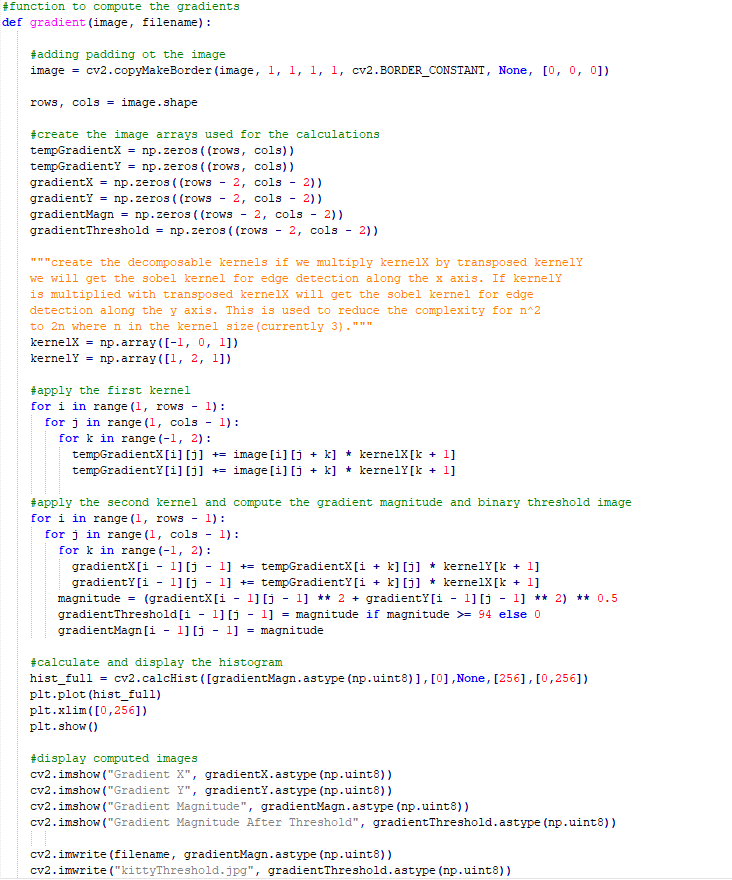 #function to compute the gradients
def gradient(image, filename):
#adding padding ot the image
image = cv2.copyMakeBorder(image, 1, 1, 1, 1, cv2.BORDER_CONSTANT, None, [0, 0, 0])
rows, cols = image.shape
#create the image arrays used for the calculations
tempGradientX = np.zeros((rows, cols))
tempGradientY = np.zeros((rows, cols))
gradientX = np.zeros((rows - 2, cols - 2))
gradientY = np.zeros((rows - 2, cols - 2))
gradientMagn = np.zeros((rows - 2, cols - 2))
gradientThreshold = np.zeros((rows - 2, cols - 2))
"""create the decomposable kernels if we multiply kernelX by transposed kernelY
we will get the sobel kernel for edge detection along the x axis. If kernelY
is multiplied with transposed kernelX will get the sobel kernel for edge
detection along the y axis. This is used to reduce the complexity for n^2
to 2n where n in the kernel size(currently 3)."""
kernelX = np.array([-1, 0, 1])
kernelY = np.array([1, 2, 1])
#apply the first kernel
for i in range(1, rows - 1):
for j in range(1, cols - 1):
for k in range(-1, 2):
tempGradientX[i][j] += image[i][j + k] * kernelX[k + 1]
tempGradientY[i][j] += image[i][j + k] * kernelY[k + 1]
#apply the second kernel and compute the gradient magnitude and binary threshold image
for i in range(1, rows - 1):
for j in range(1, cols - 1):
for k in range(-1, 2):
gradientX[i - 1][j - 1] += tempGradientX[i + k][j] * kernelY[k + 1]
gradientY[i - 1][j - 1] += tempGradientY[i + k][j] * kernelX[k + 1]
magnitude = (gradientX[i - 1][j - 1] ** 2 + gradientY[i - 1][j - 1] ** 2) ** 0.5
gradientThreshold[i - 1][j - 1] = magnitude if magnitude >= 94 else 0
gradientMagn[i - 1][j - 1] = magnitude
#calculate and display the histogram
hist_full = cv2.calcHist([gradientMagn.astype(np.uint8)],[0],None,[256],[0,256])
plt.plot(hist_full)
plt.xlim([0,256])
plt.show()
#display computed images
cv2.imshow("Gradient X", gradientX.astype(np.uint8))
cv2.imshow("Gradient Y", gradientY.astype(np.uint8))
cv2.imshow("Gradient Magnitude", gradientMagn.astype(np.uint8))
cv2.imshow("Gradient Magnitude After Threshold", gradientThreshold.astype(np.uint8))
cv2.imwrite(filename, gradientMagn.astype(np.uint8))
cv2.imwrite("kittyThreshold.jpg", gradientThreshold.astype(np.uint8))